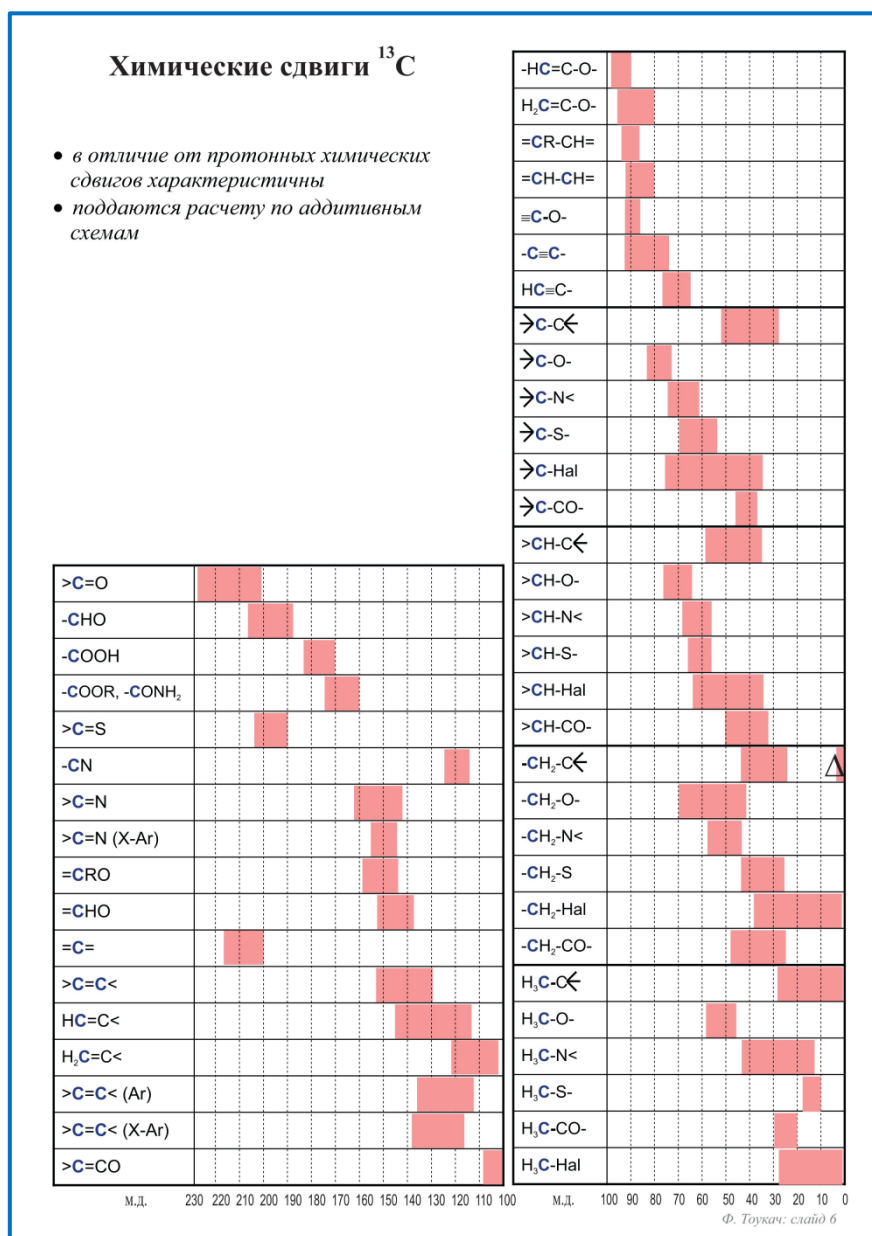 Химические сдвиги ¹³C
• в отличие от протонных химических
сдвигов характеристичны
• поддаются расчету по аддитивным
схемам
>C=O
-CHO
-COOH
-COOR, -CONH₂
>C=S
-CN
>C=N
>C=N (X-Ar)
=CRO
=CHO
=C=
>C=C<
HC=C<
H₂C=C<
>C=C< (Ar)
>C=C< (X-Ar)
>C=CO
м.д. 230 220 210 200 190 180 170 160 150 140 130 120 110 100
-HC=C-O-
H₂C=C-O-
=CR-CH=
=CH-CH=
≡C-O-
-C≡C-
HC≡C-
→C-C←
→C-O-
→C-N<
→C-S-
→C-Hal
→C-CO-
>CH-C←
>CH-O-
>CH-N<
>CH-S-
>CH-Hal
>CH-CO-
-CH₂-C← Δ
-CH₂-O-
-CH₂-N<
-CH₂-S
-CH₂-Hal
-CH₂-CO-
H₃C-C←
H₃C-O-
H₃C-N<
H₃C-S-
H₃C-CO-
H₃C-Hal
м.д. 100 90 80 70 60 50 40 30 20 10 0
Ф. Тоукач: слайд 6